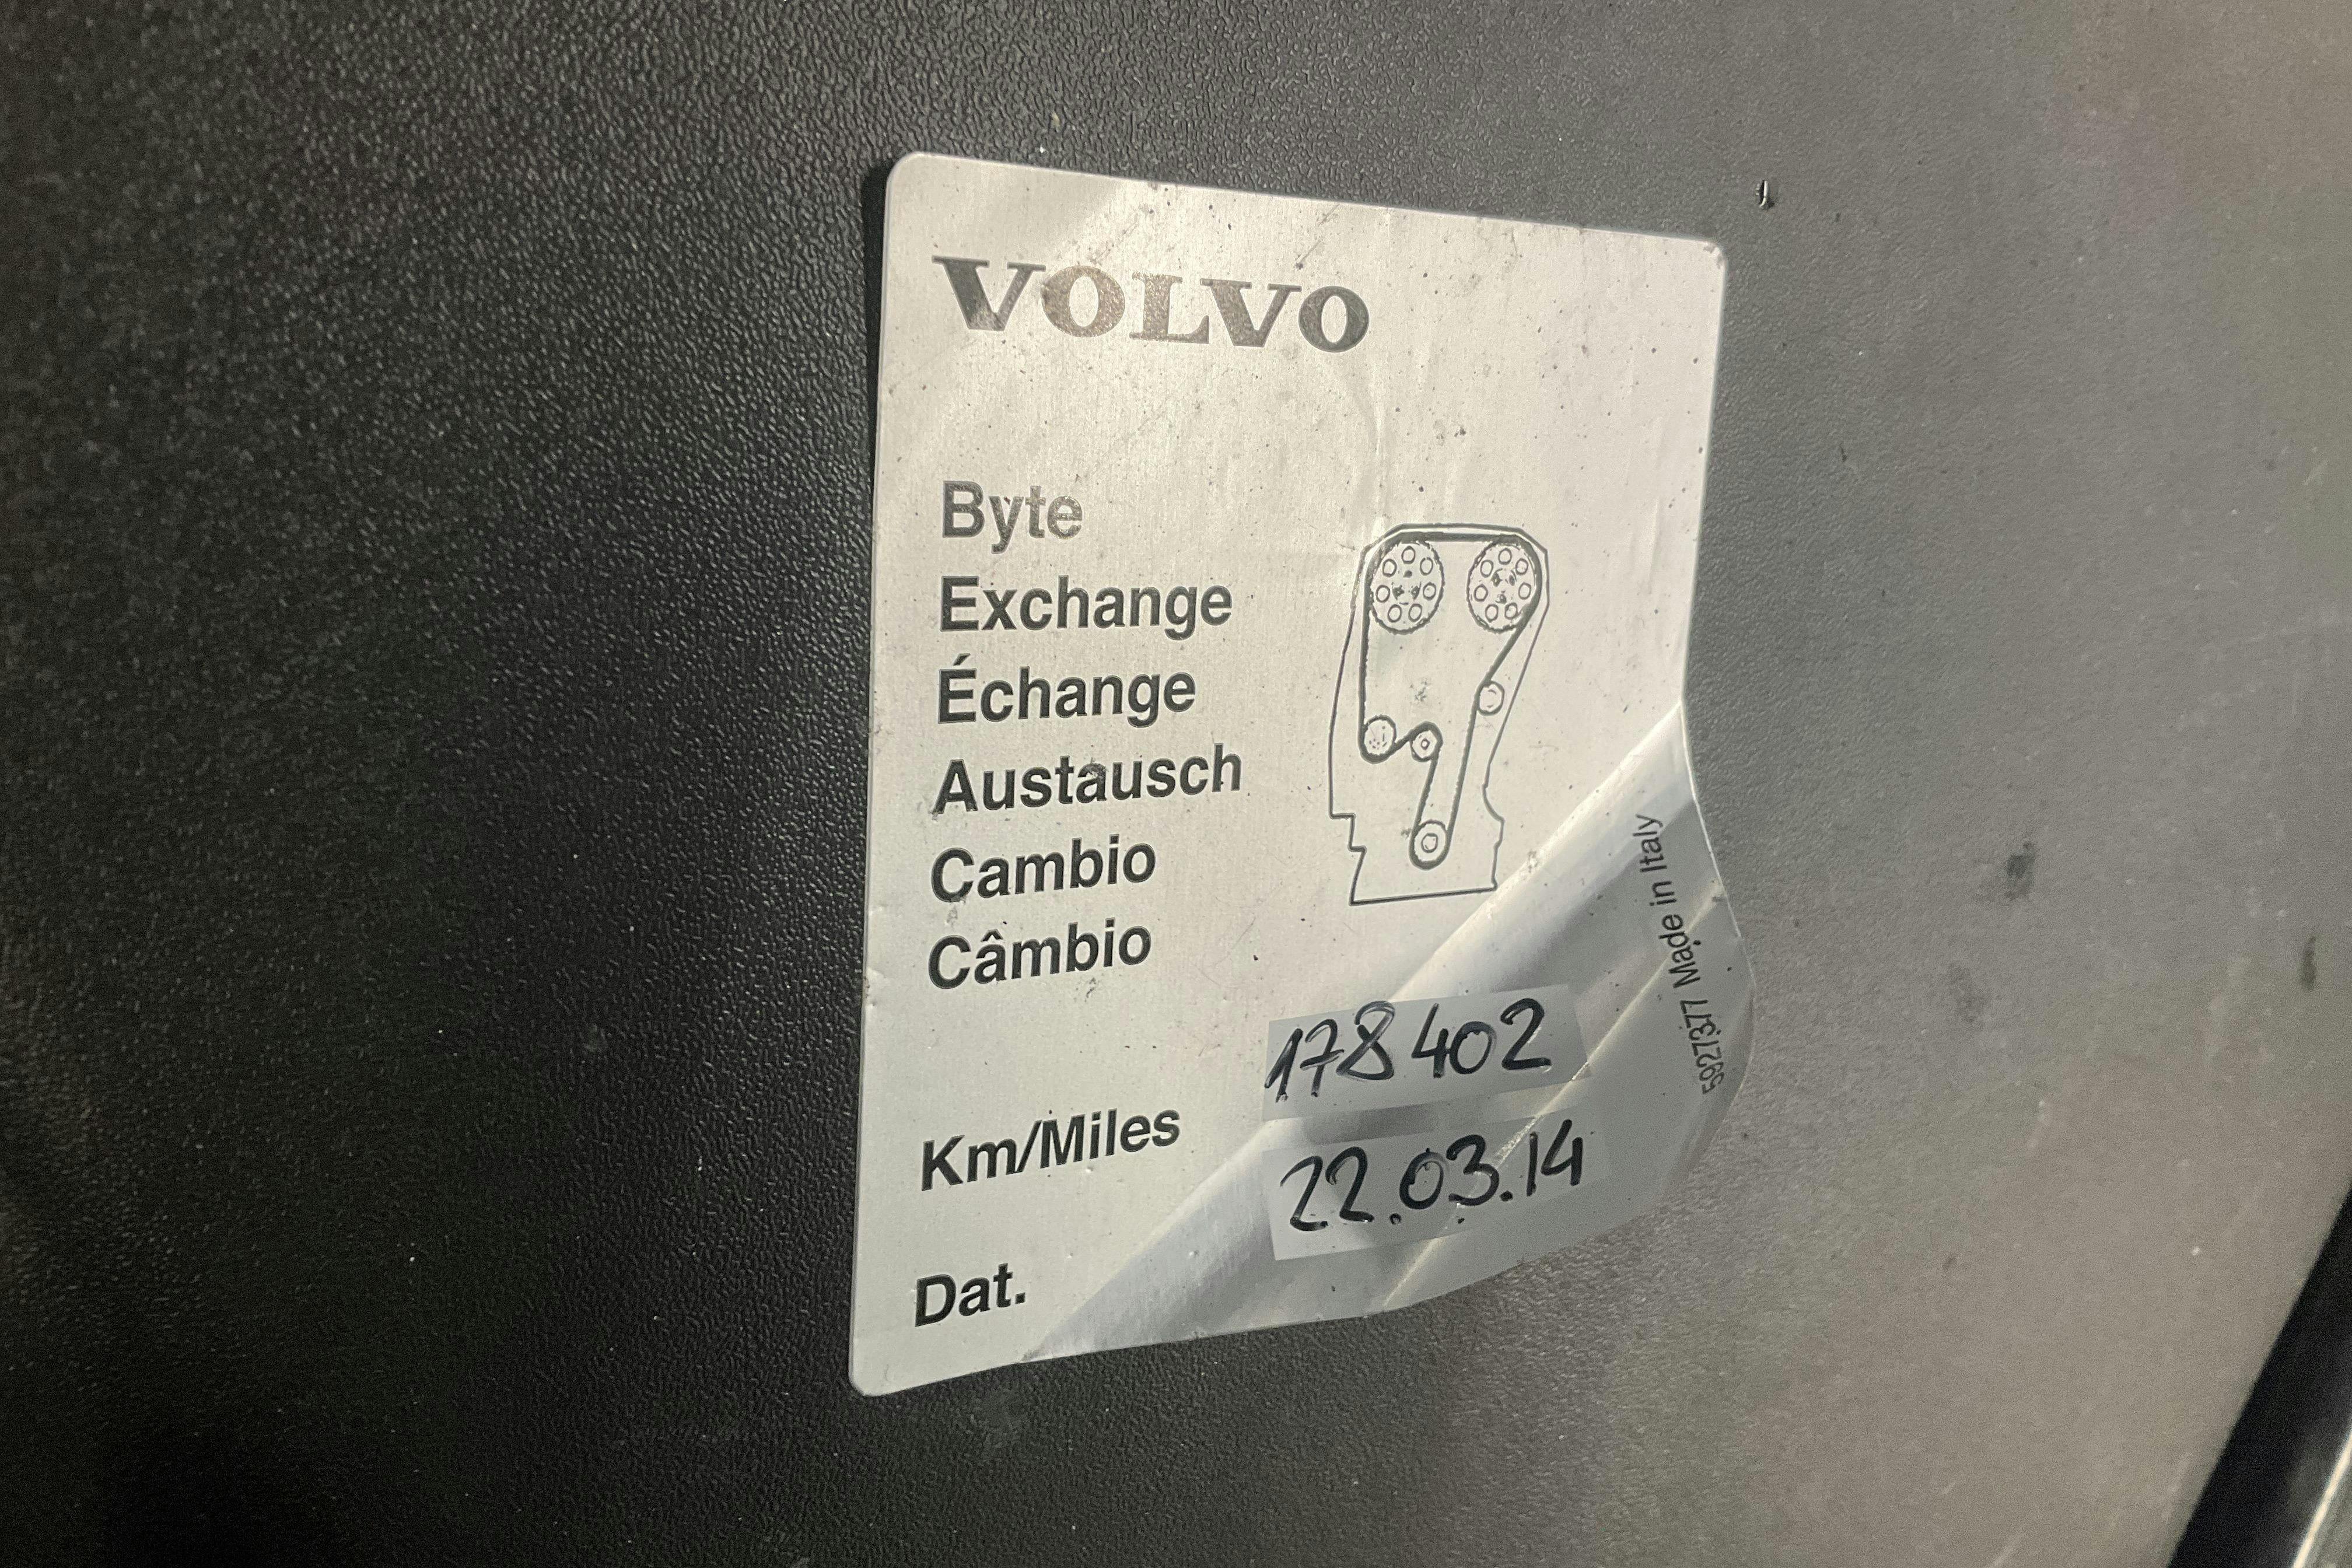 VOLVO
Byte
Exchange
Échange
Austausch
Cambio
Câmbio
Km/Miles 178402
Dat. 22.03.14
5927377 Made in Italy